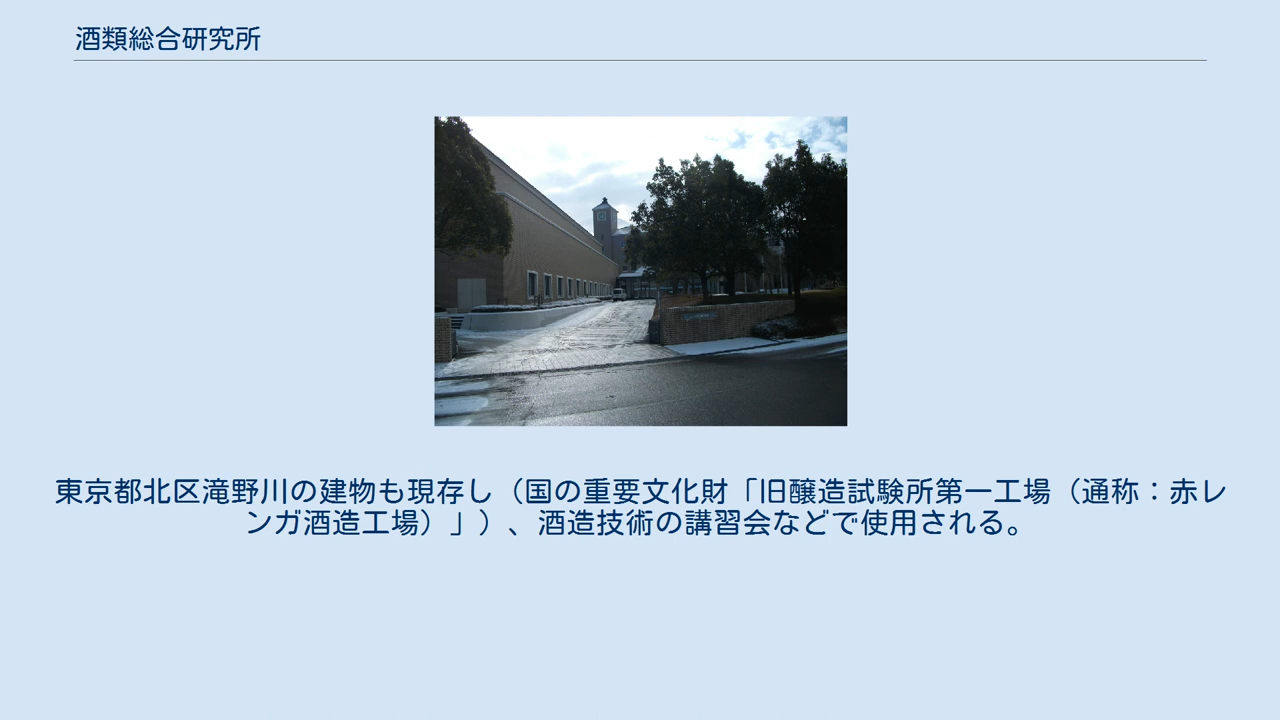 酒類総合研究所
東京都北区滝野川の建物も現存し（国の重要文化財「旧醸造試験所第一工場（通称：赤レ
ンガ酒造工場）」）、酒造技術の講習会などで使用される。